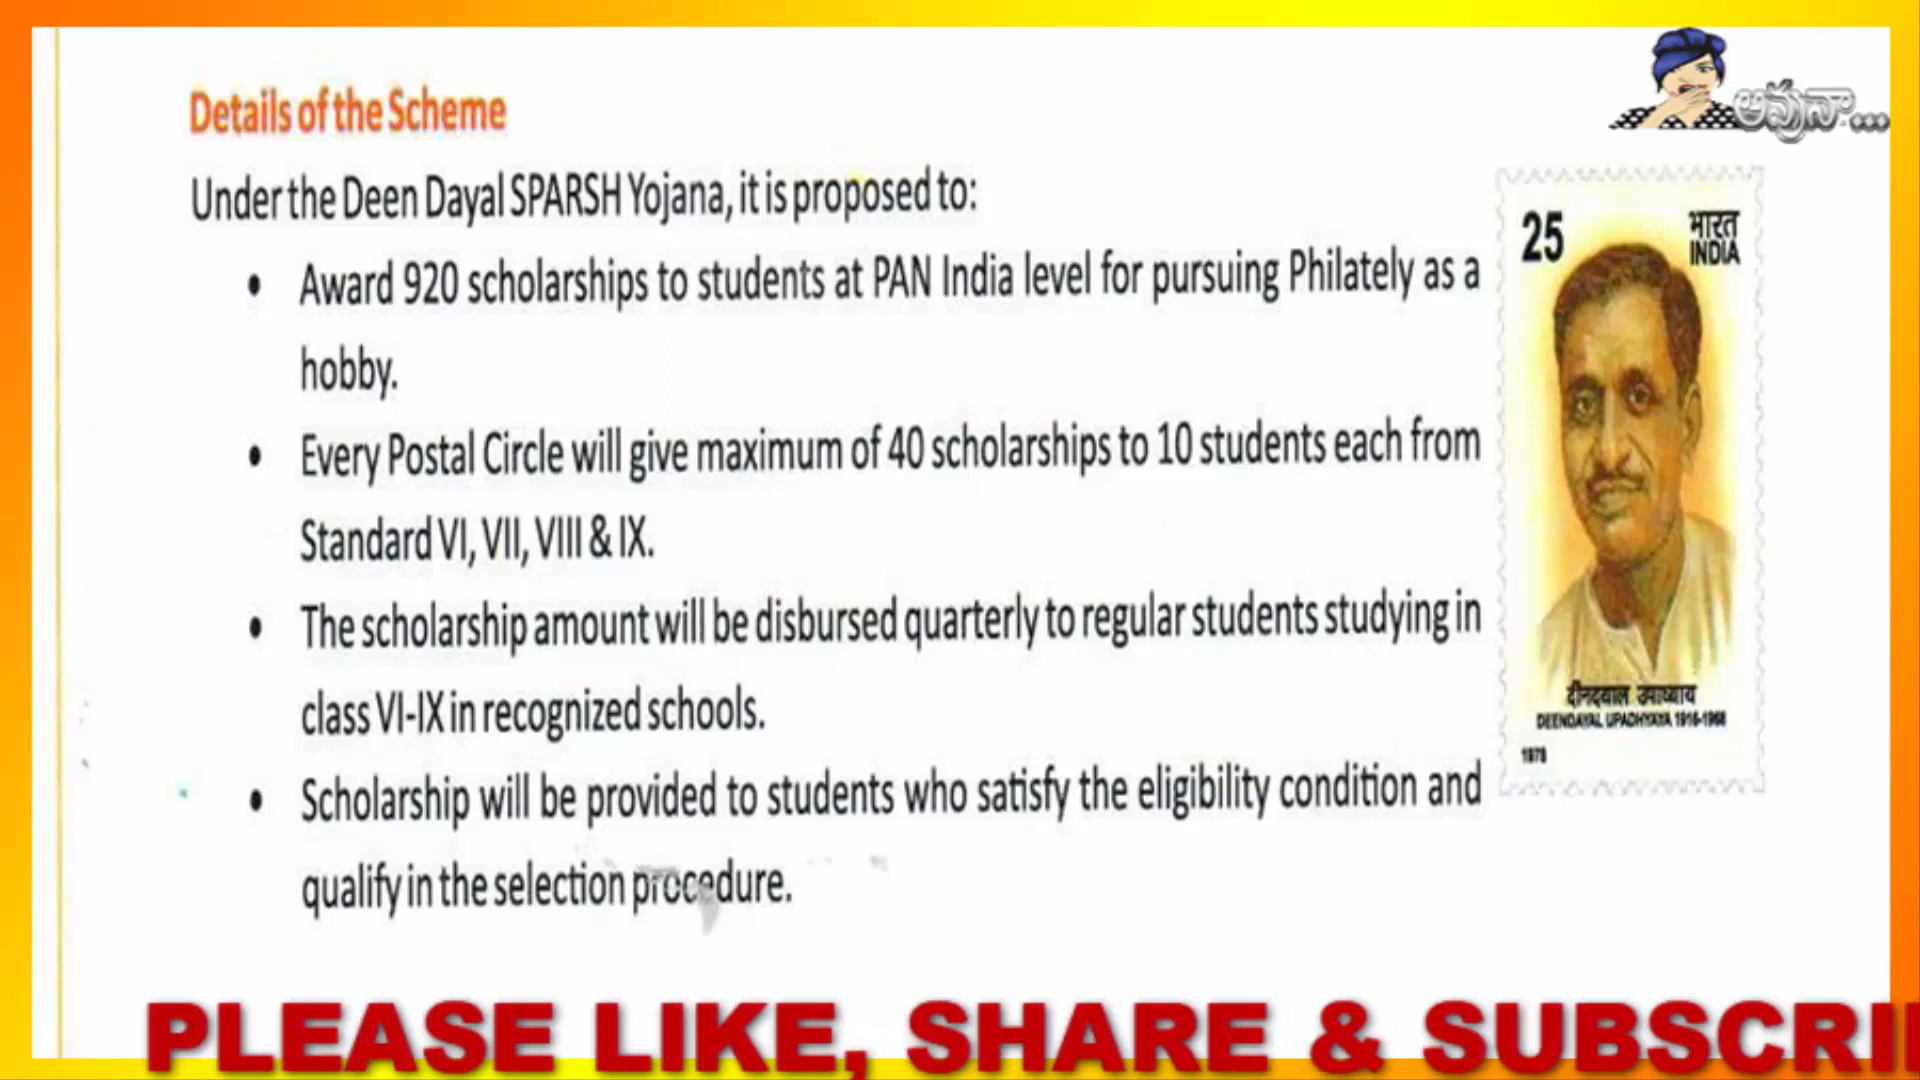 అవునా...
Details of the Scheme
Under the Deen Dayal SPARSH Yojana, it is proposed to:
• Award 920 scholarships to students at PAN India level for pursuing Philately as a
hobby.
• Every Postal Circle will give maximum of 40 scholarships to 10 students each from
Standard VI, VII, VIII & IX.
• The scholarship amount will be disbursed quarterly to regular students studying in
class VI-IX in recognized schools.
• Scholarship will be provided to students who satisfy the eligibility condition and
qualify in the selection procedure.
25
भारत
INDIA
दीनदयाल उपाध्याय
DEENDAYAL UPADHYAYA 1916-1968
1978
PLEASE LIKE, SHARE & SUBSCRI